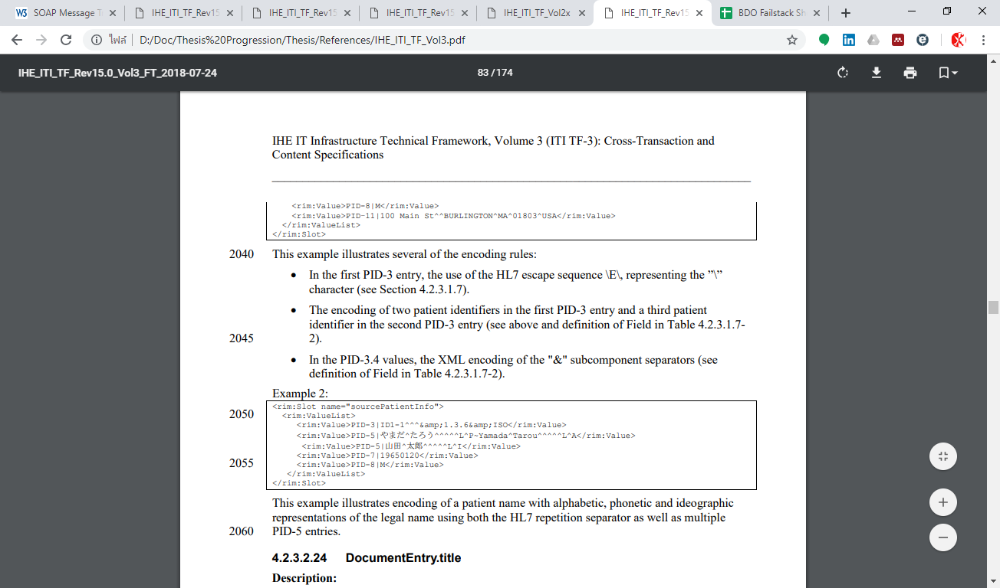 SOAP Message T
IHE_ITI_TF_Rev15
IHE_ITI_TF_Rev15
IHE_ITI_TF_Rev15
IHE_ITI_TF_Vol2x
IHE_ITI_TF_Rev15
BDO Failstack Sh
ไฟล์ D:/Doc/Thesis%20Progression/Thesis/References/IHE_ITI_TF_Vol3.pdf
IHE_ITI_TF_Rev15.0_Vol3_FT_2018-07-24
83 / 174
IHE IT Infrastructure Technical Framework, Volume 3 (ITI TF-3): Cross-Transaction and
Content Specifications
<rim:Value>PID-8|M</rim:Value>
<rim:Value>PID-11|100 Main St^^BURLINGTON^MA^01803^USA</rim:Value>
</rim:ValueList>
</rim:Slot>
2040 This example illustrates several of the encoding rules:
• In the first PID-3 entry, the use of the HL7 escape sequence \E\, representing the ”\”
character (see Section 4.2.3.1.7).
• The encoding of two patient identifiers in the first PID-3 entry and a third patient
identifier in the second PID-3 entry (see above and definition of Field in Table 4.2.3.1.7-
2045 2).
• In the PID-3.4 values, the XML encoding of the "&" subcomponent separators (see
definition of Field in Table 4.2.3.1.7-2).
Example 2:
<rim:Slot name="sourcePatientInfo">
2050 <rim:ValueList>
<rim:Value>PID-3|ID1-1^^^&amp;1.3.6&amp;ISO</rim:Value>
<rim:Value>PID-5|やまだ^たろう^^^^^L^P~Yamada^Tarou^^^^^L^A</rim:Value>
<rim:Value>PID-5|山田^太郎^^^^^L^I</rim:Value>
<rim:Value>PID-7|19650120</rim:Value>
2055 <rim:Value>PID-8|M</rim:Value>
</rim:ValueList>
</rim:Slot>
This example illustrates encoding of a patient name with alphabetic, phonetic and ideographic
representations of the legal name using both the HL7 repetition separator as well as multiple
2060 PID-5 entries.
4.2.3.2.24 DocumentEntry.title
Description: